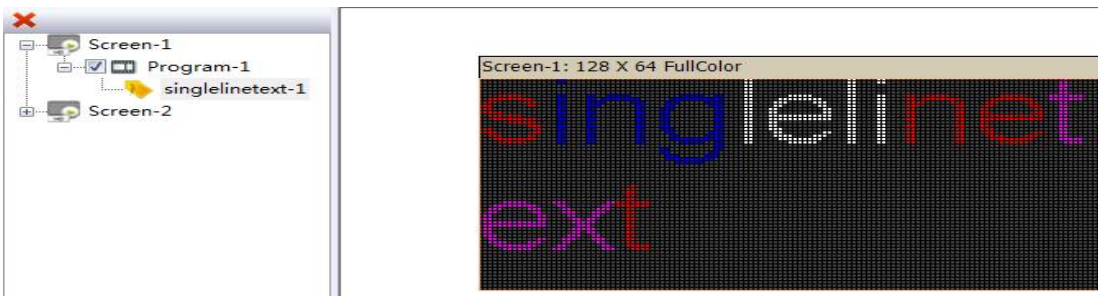 Screen-1
Program-1
singlelinetext-1
Screen-2
Screen-1: 128 X 64 FullColor
singlelinet
ext